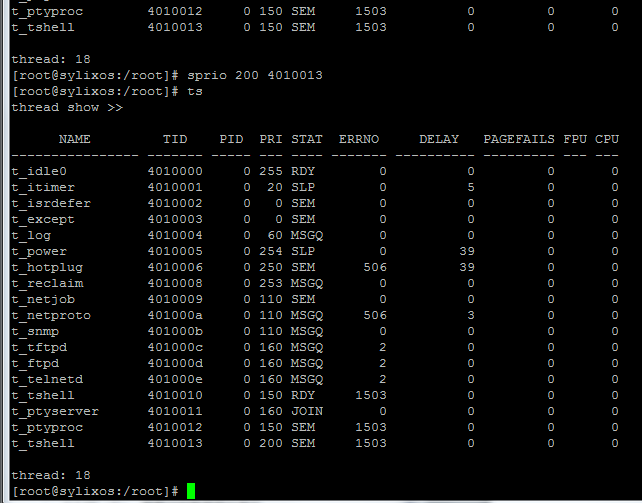 t_ptyproc 4010012 0 150 SEM 1503 0 0 0
t_tshell 4010013 0 150 SEM 1503 0 0 0

thread: 18
[root@sylixos:/root]# sprio 200 4010013
[root@sylixos:/root]# ts
thread show >>

NAME TID PID PRI STAT ERRNO DELAY PAGEFAILS FPU CPU
---------------- ------- ----- --- ---- ------- ---------- --------- --- ---
t_idle0 4010000 0 255 RDY 0 0 0 0
t_itimer 4010001 0 20 SLP 0 5 0 0
t_isrdefer 4010002 0 0 SEM 0 0 0 0
t_except 4010003 0 0 SEM 0 0 0 0
t_log 4010004 0 60 MSGQ 0 0 0 0
t_power 4010005 0 254 SLP 0 39 0 0
t_hotplug 4010006 0 250 SEM 506 39 0 0
t_reclaim 4010008 0 253 MSGQ 0 0 0 0
t_netjob 4010009 0 110 SEM 0 0 0 0
t_netproto 401000a 0 110 MSGQ 506 3 0 0
t_snmp 401000b 0 110 MSGQ 0 0 0 0
t_tftpd 401000c 0 160 MSGQ 2 0 0 0
t_ftpd 401000d 0 160 MSGQ 2 0 0 0
t_telnetd 401000e 0 160 MSGQ 2 0 0 0
t_tshell 4010010 0 150 RDY 1503 0 0 0
t_ptyserver 4010011 0 160 JOIN 0 0 0 0
t_ptyproc 4010012 0 150 SEM 1503 0 0 0
t_tshell 4010013 0 200 SEM 1503 0 0 0

thread: 18
[root@sylixos:/root]#